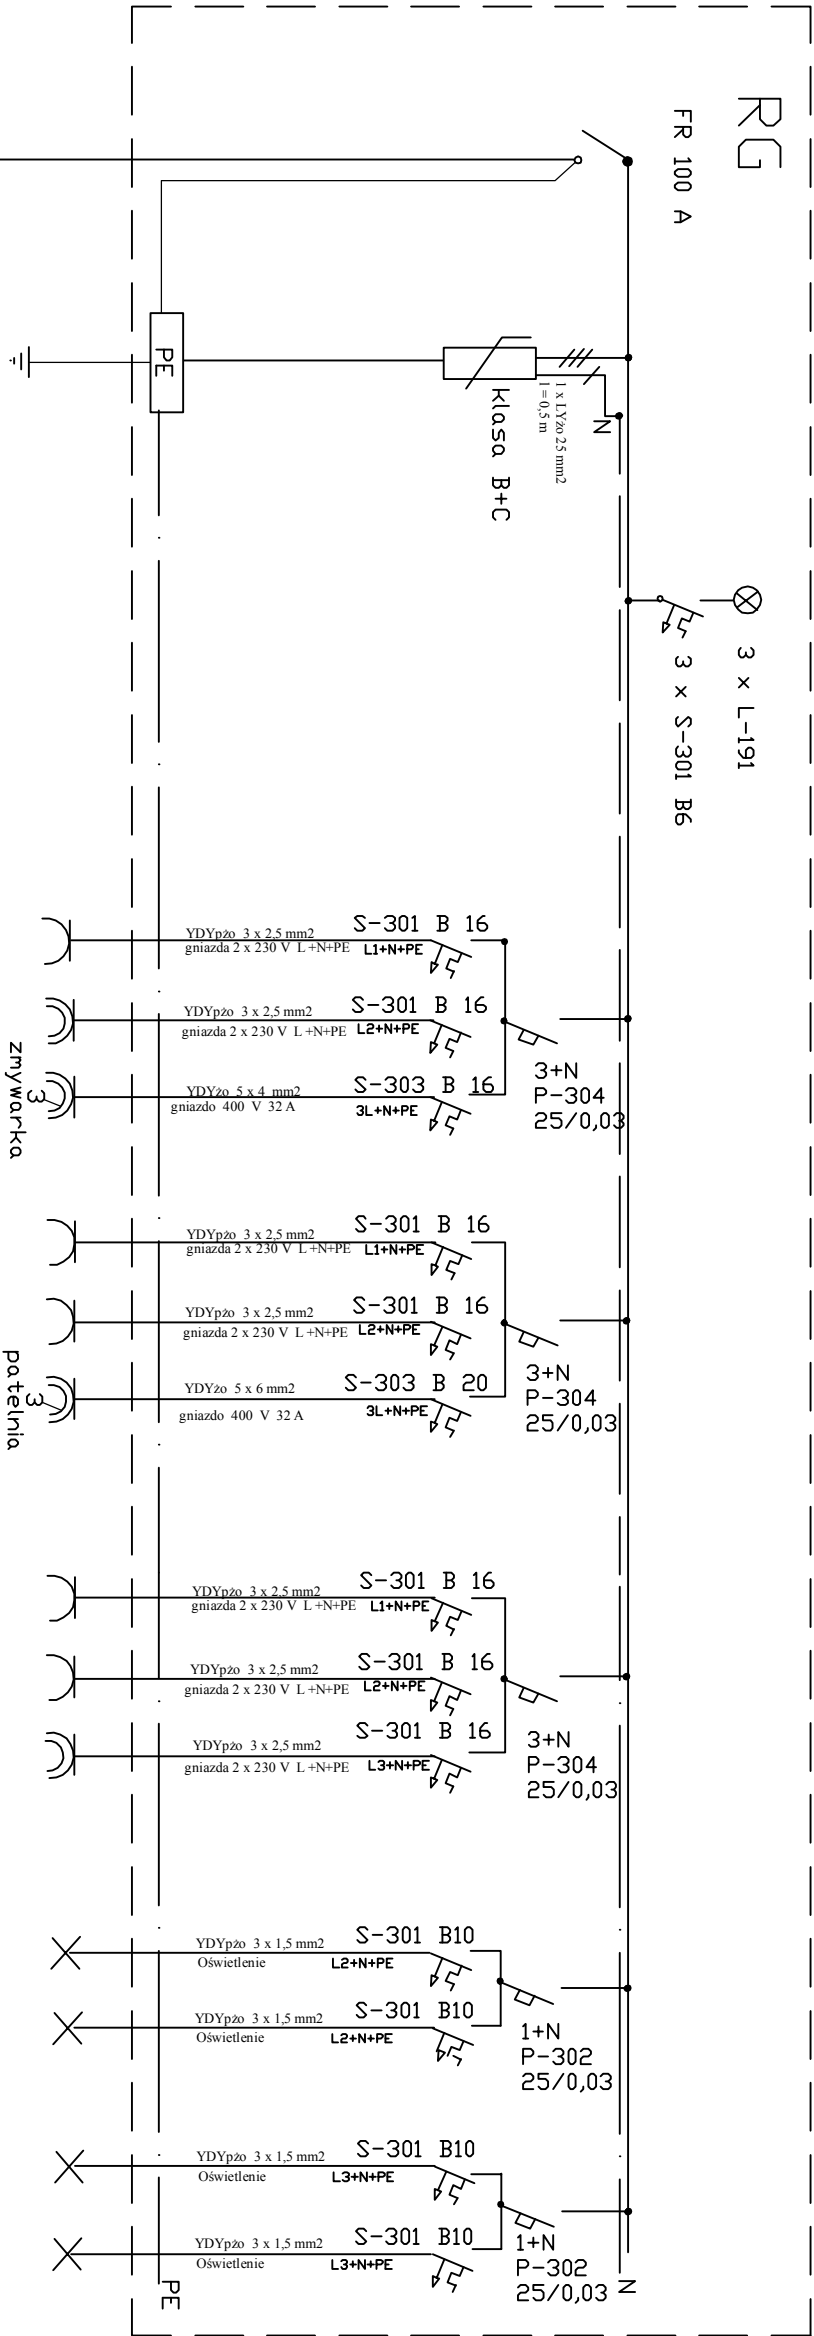 RG
FR 100 A
PE
klasa B+C
1 x LYżo 25 mm2
l = 0,5 m
N
3 x L-191
3 x S-301 B6
S-301 B 16
YDYpżo 3 x 2,5 mm2
gniazda 2 x 230 V L +N+PE
L1+N+PE
S-301 B 16
YDYpżo 3 x 2,5 mm2
gniazda 2 x 230 V L +N+PE
L2+N+PE
3+N
P-304
25/0,03
S-303 B 16
YDYżo 5 x 4 mm2
gniazdo 400 V 32 A
3L+N+PE
3
zmywarka
S-301 B 16
YDYpżo 3 x 2,5 mm2
gniazda 2 x 230 V L +N+PE
L1+N+PE
S-301 B 16
YDYpżo 3 x 2,5 mm2
gniazda 2 x 230 V L +N+PE
L2+N+PE
3+N
P-304
25/0,03
S-303 B 20
YDYżo 5 x 6 mm2
gniazdo 400 V 32 A
3L+N+PE
3
patelnia
S-301 B 16
YDYpżo 3 x 2,5 mm2
gniazda 2 x 230 V L +N+PE
L1+N+PE
S-301 B 16
YDYpżo 3 x 2,5 mm2
gniazda 2 x 230 V L +N+PE
L2+N+PE
S-301 B 16
YDYpżo 3 x 2,5 mm2
gniazda 2 x 230 V L +N+PE
L3+N+PE
3+N
P-304
25/0,03
S-301 B10
YDYpżo 3 x 1,5 mm2
Oświetlenie
L2+N+PE
S-301 B10
YDYpżo 3 x 1,5 mm2
Oświetlenie
L2+N+PE
1+N
P-302
25/0,03
S-301 B10
YDYpżo 3 x 1,5 mm2
Oświetlenie
L3+N+PE
S-301 B10
YDYpżo 3 x 1,5 mm2
Oświetlenie
L3+N+PE
1+N
P-302
25/0,03
N
PE